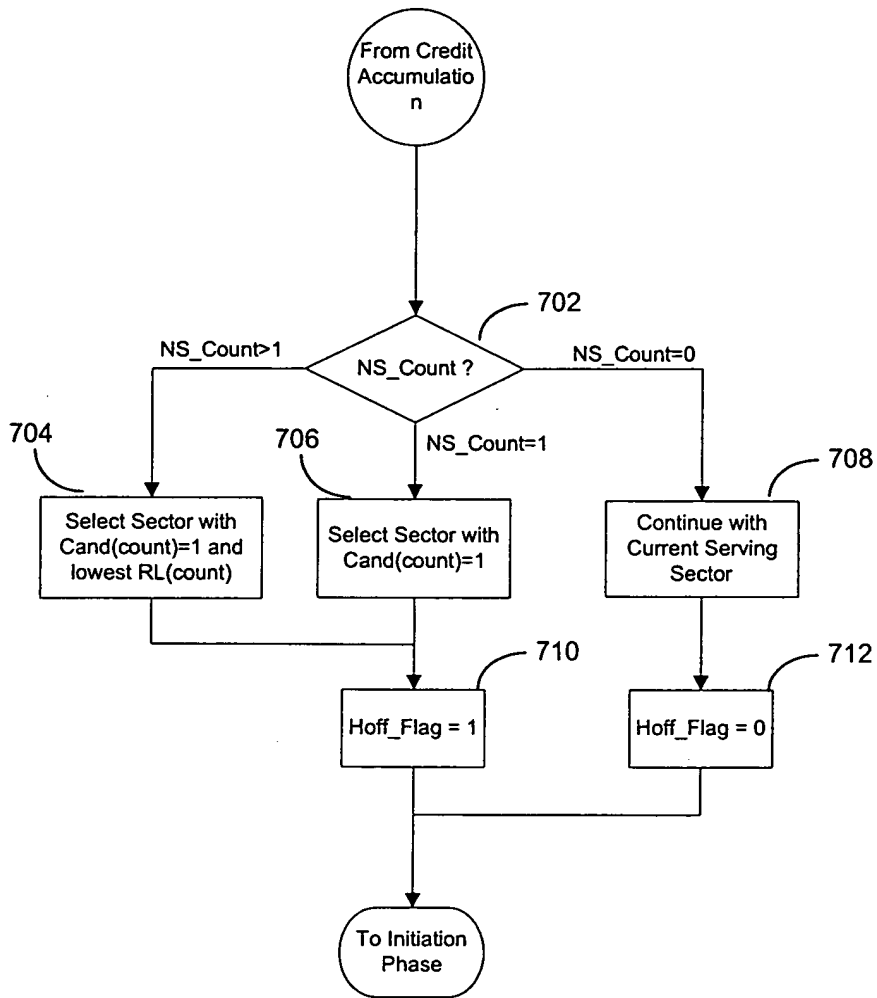 From Credit
Accumulatio
n
702
NS_Count>1
NS_Count ?
NS_Count=0
704
706
NS_Count=1
708
Select Sector with
Cand(count)=1 and
lowest RL(count)
Select Sector with
Cand(count)=1
Continue with
Current Serving
Sector
710
712
Hoff_Flag = 1
Hoff_Flag = 0
To Initiation
Phase